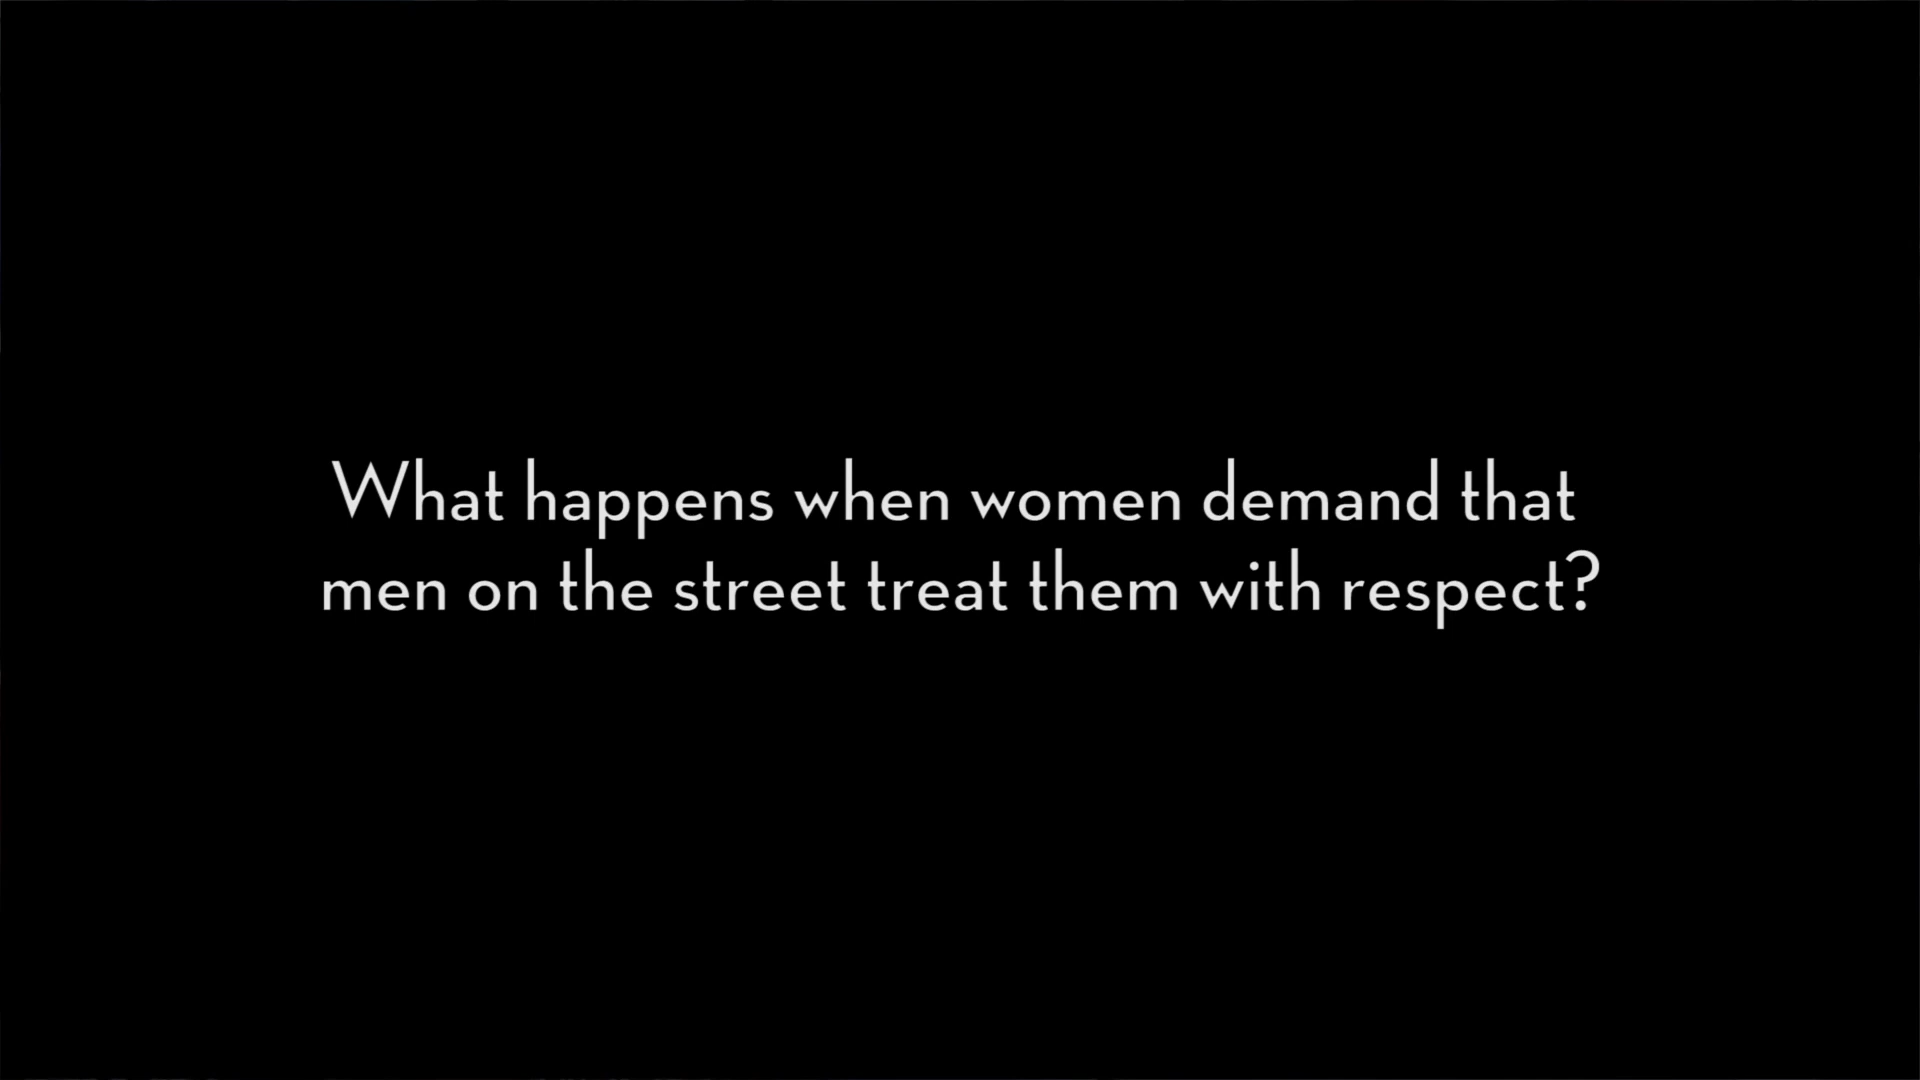 What happens when women demand that
men on the street treat them with respect?